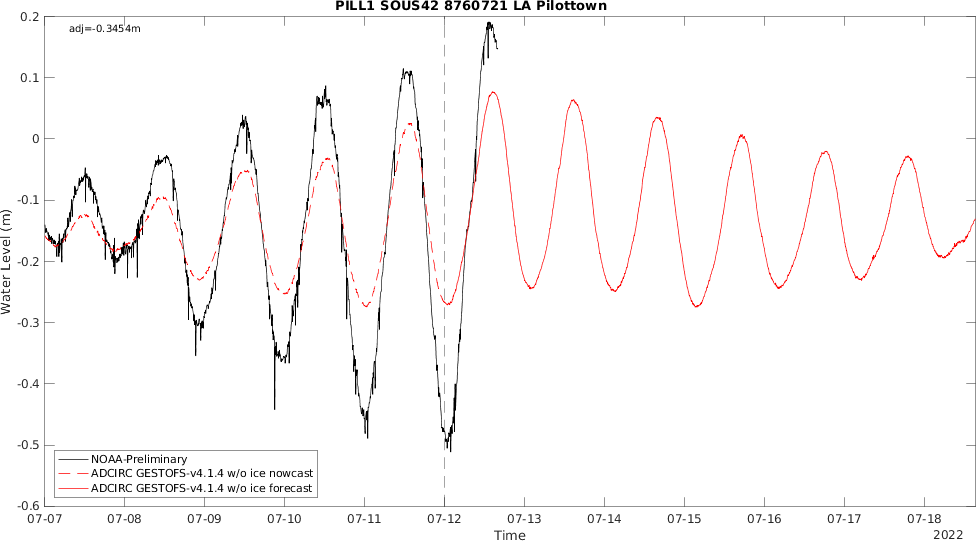 PILL1 SOUS42 8760721 LA Pilottown
adj=-0.3454m
0.2
0.1
0
-0.1
-0.2
-0.3
-0.4
-0.5
-0.6
Water Level (m)
NOAA-Preliminary
ADCIRC GESTOFS-v4.1.4 w/o ice nowcast
ADCIRC GESTOFS-v4.1.4 w/o ice forecast
07-07 07-08 07-09 07-10 07-11 07-12 07-13 07-14 07-15 07-16 07-17 07-18
Time
2022